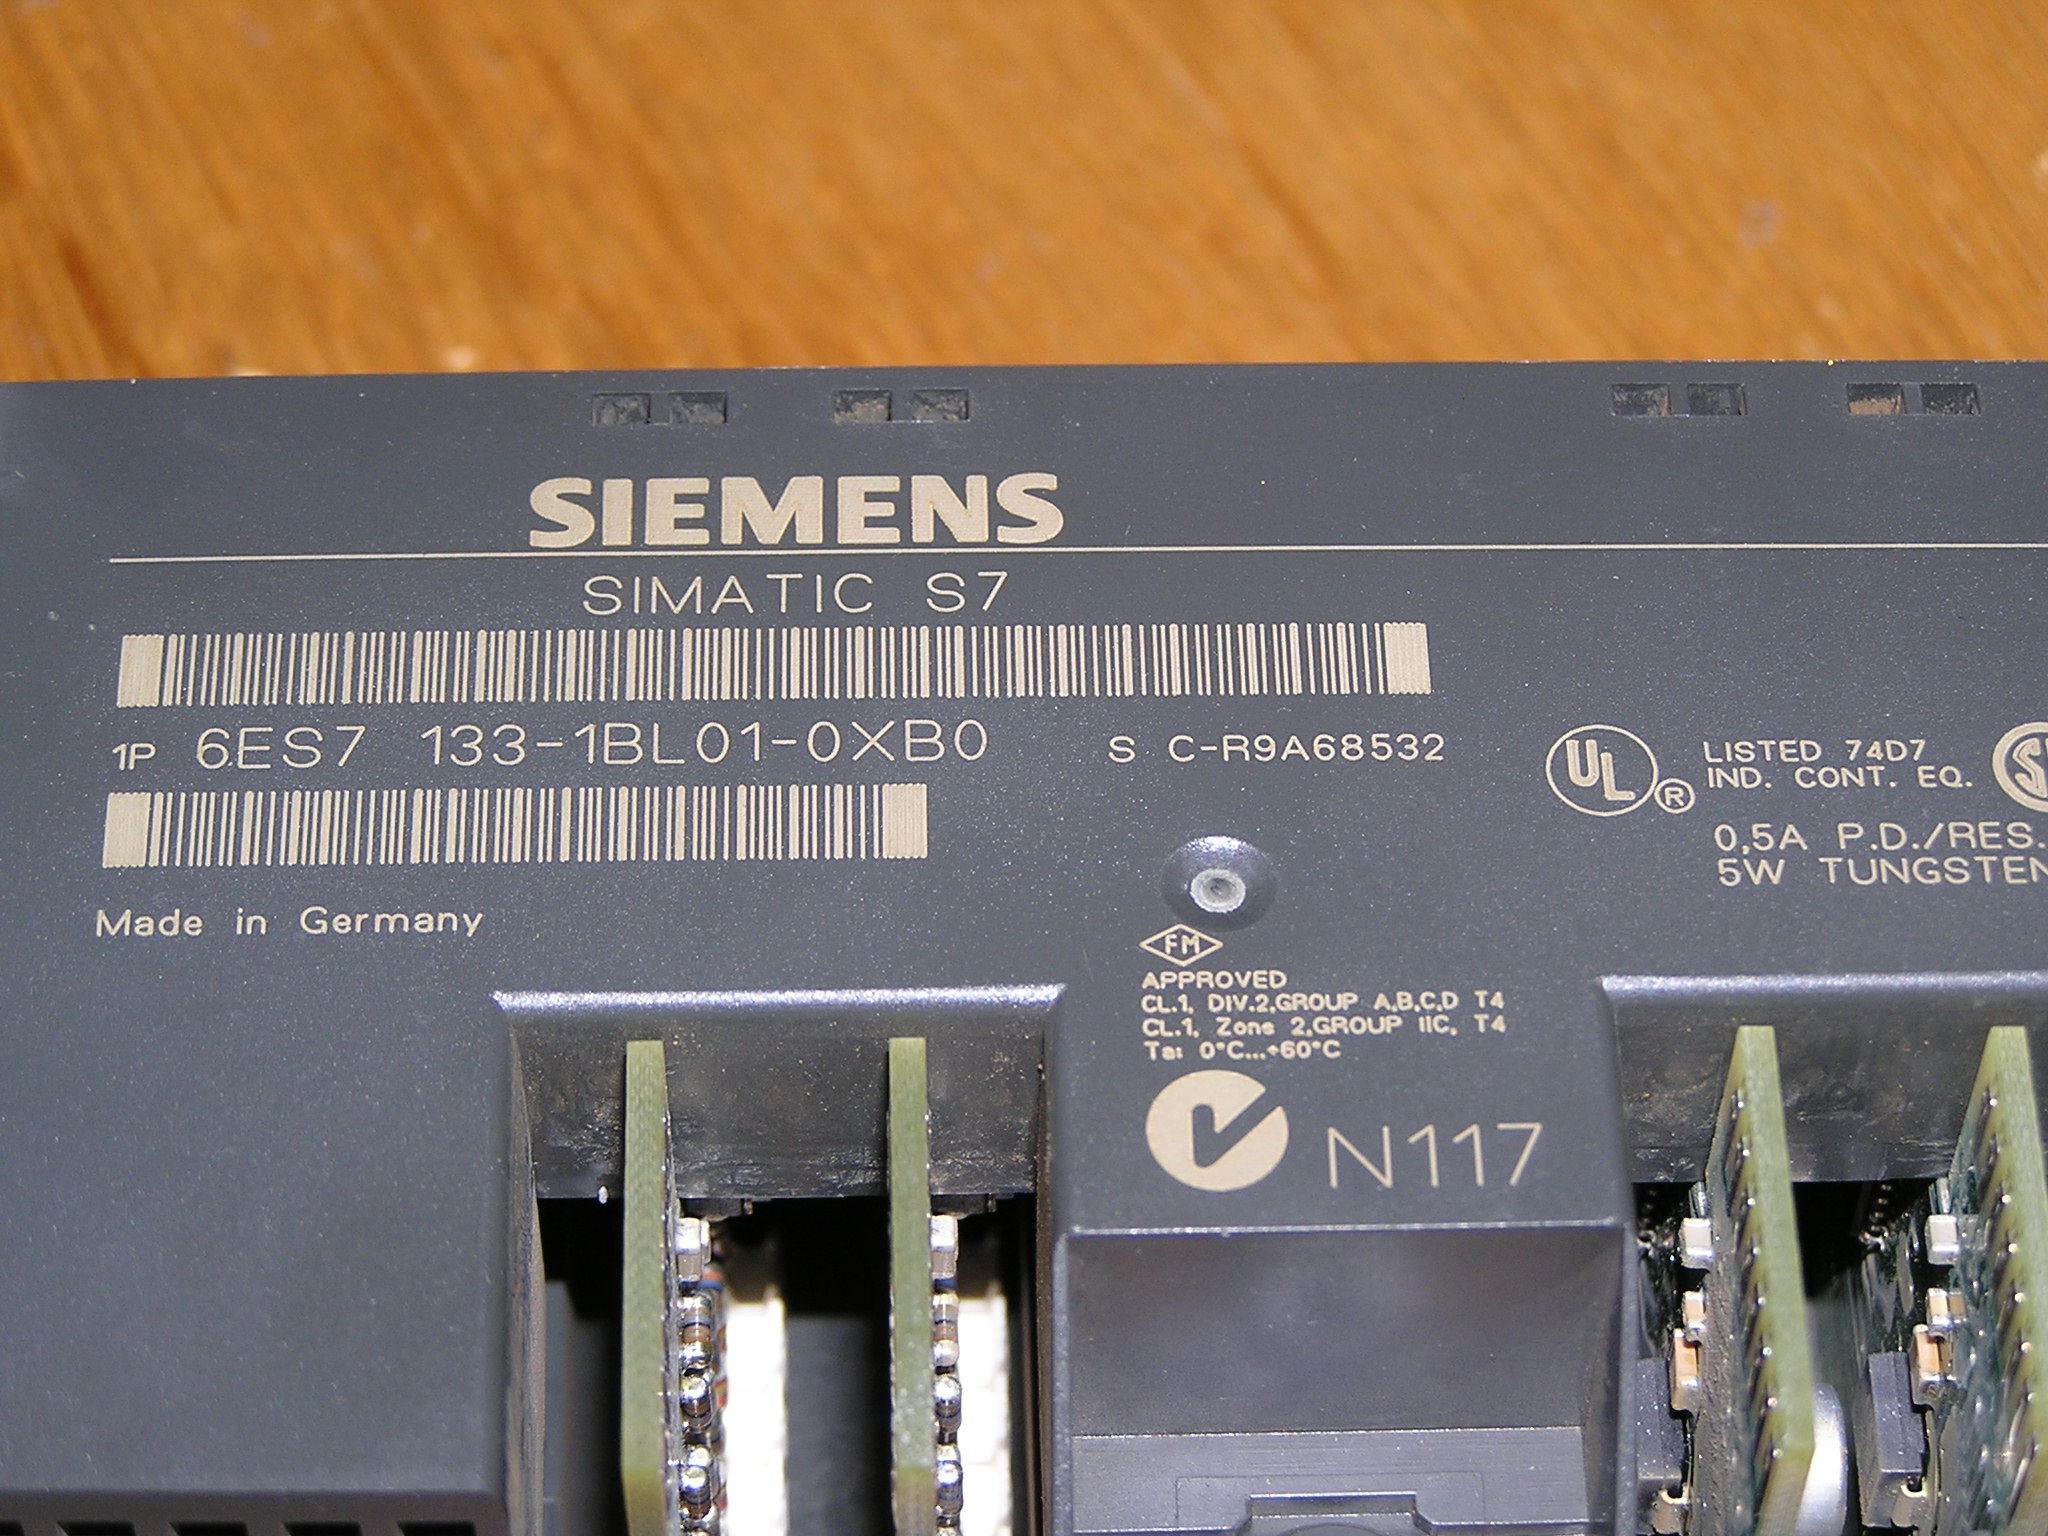 SIEMENS
SIMATIC S7
1P 6ES7 133-1BL01-0XB0 S C-R9A68532
UL ® LISTED 74D7
IND. CONT. EQ.
0,5A P.D./RES.
5W TUNGSTEN
Made in Germany
FM
APPROVED
CL.1, DIV.2,GROUP A,B,C,D T4
CL.1, Zone 2,GROUP IIC, T4
Ta: 0°C...+60°C
N117